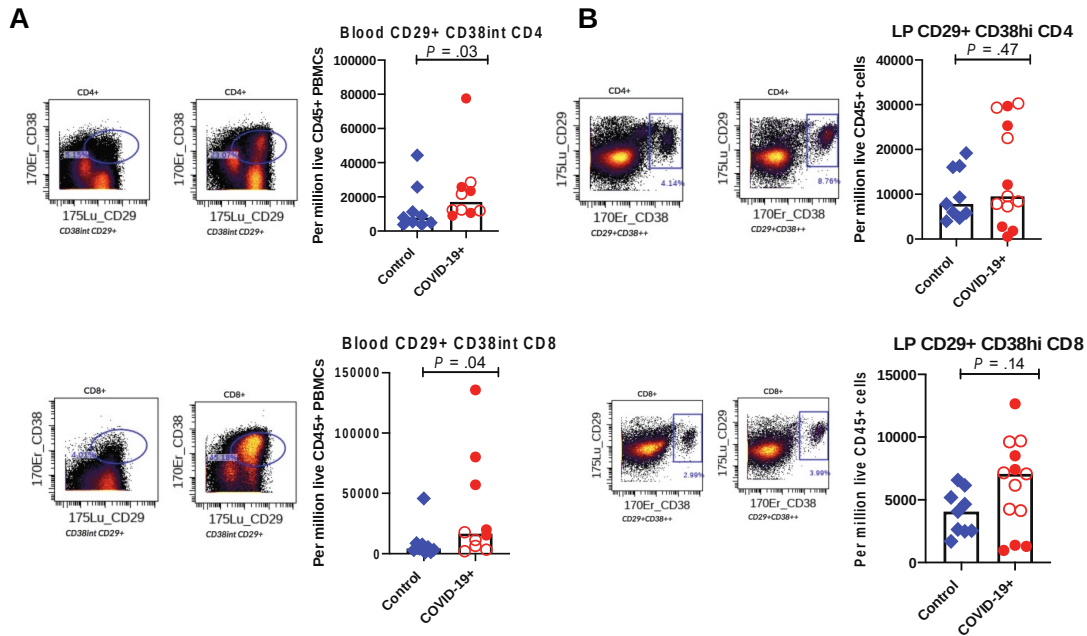 A
Blood CD29+ CD38int CD4
P = .03
CD4+
CD4+
170Er_CD38
175Lu_CD29
CD38int CD29+
170Er_CD38
175Lu_CD29
CD38int CD29+
Per million live CD45+ PBMCs
100000
80000
60000
40000
20000
0
Control
COVID-19+
Blood CD29+ CD38int CD8
P = .04
CD8+
CD8+
170Er_CD38
175Lu_CD29
CD38int CD29+
170Er_CD38
175Lu_CD29
CD38int CD29+
Per million live CD45+ PBMCs
150000
100000
50000
0
Control
COVID-19+
B
LP CD29+ CD38hi CD4
P = .47
CD4+
CD4+
175Lu_CD29
4.14%
170Er_CD38
CD29+CD38++
175Lu_CD29
8.76%
170Er_CD38
CD29+CD38++
Per million live CD45+ cells
40000
30000
20000
10000
0
Control
COVID-19+
LP CD29+ CD38hi CD8
P = .14
CD8+
CD8+
175Lu_CD29
2.99%
170Er_CD38
CD29+CD38++
175Lu_CD29
3.99%
170Er_CD38
CD29+CD38++
Per million live CD45+ cells
15000
10000
5000
0
Control
COVID-19+